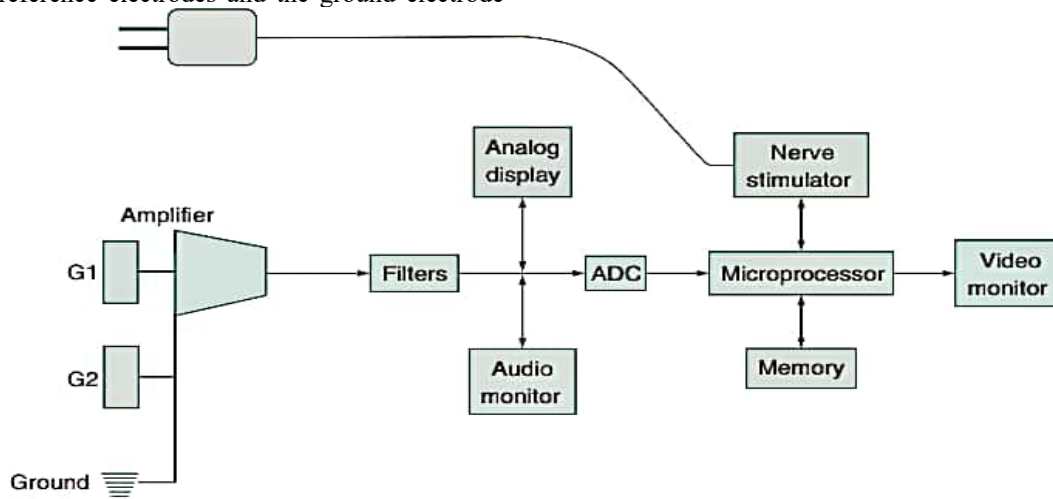 reference electrodes and the ground electrode
Analog
display
Nerve
stimulator
Amplifier
G1
Filters
ADC
Microprocessor
Video
monitor
G2
Audio
monitor
Memory
Ground